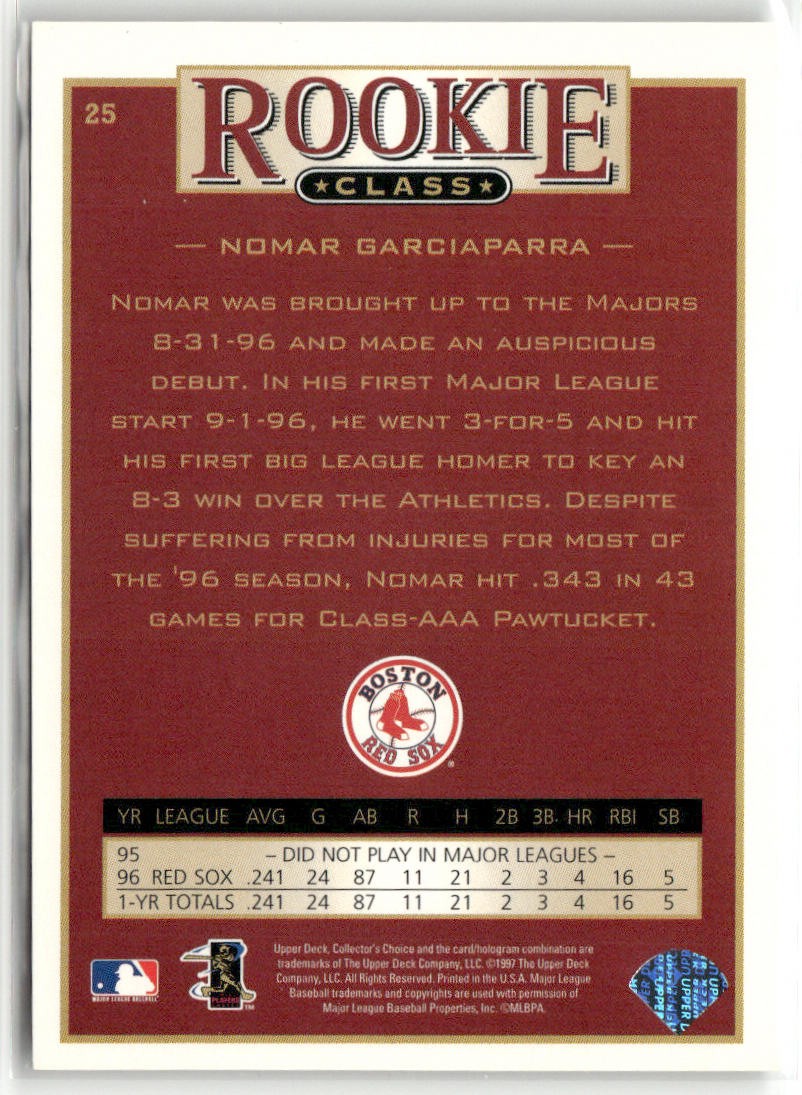 25
ROOKIE
★CLASS★
— NOMAR GARCIAPARRA —
NOMAR WAS BROUGHT UP TO THE MAJORS
8-31-96 AND MADE AN AUSPICIOUS
DEBUT. IN HIS FIRST MAJOR LEAGUE
START 9-1-96, HE WENT 3-FOR-5 AND HIT
HIS FIRST BIG LEAGUE HOMER TO KEY AN
8-3 WIN OVER THE ATHLETICS. DESPITE
SUFFERING FROM INJURIES FOR MOST OF
THE '96 SEASON, NOMAR HIT .343 IN 43
GAMES FOR CLASS-AAA PAWTUCKET.
BOSTON
RED SOX
YR LEAGUE AVG G AB R H 2B 3B HR RBI SB
95 – DID NOT PLAY IN MAJOR LEAGUES –
96 RED SOX .241 24 87 11 21 2 3 4 16 5
1-YR TOTALS .241 24 87 11 21 2 3 4 16 5
Upper Deck, Collector's Choice and the card/hologram combination are
trademarks of The Upper Deck Company, LLC. ©1997 The Upper Deck
Company, LLC. All Rights Reserved. Printed in the U.S.A. Major League
Baseball trademarks and copyrights are used with permission of
Major League Baseball Properties, Inc. ©MLBPA.
MAJOR LEAGUE BASEBALL
PLAYERS
TM
UPPER